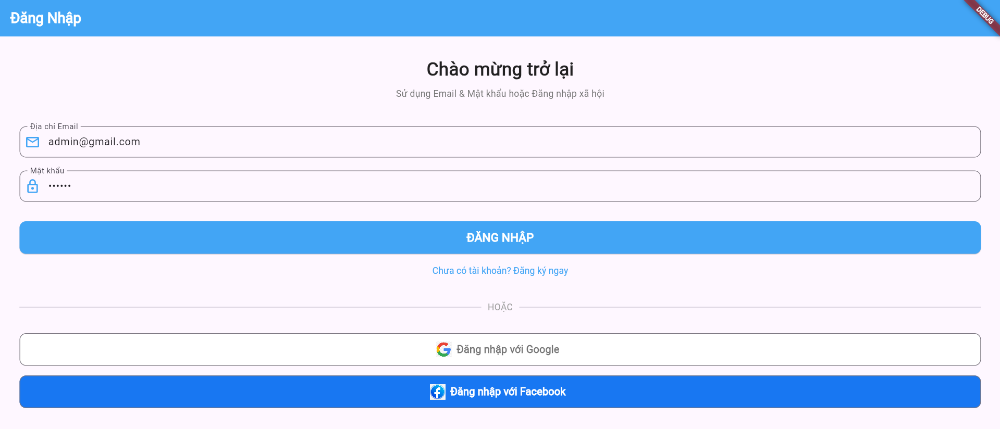 Đăng Nhập
DEBUG
Chào mừng trở lại
Sử dụng Email & Mật khẩu hoặc Đăng nhập xã hội
Địa chỉ Email
admin@gmail.com
Mật khẩu
••••••
ĐĂNG NHẬP
Chưa có tài khoản? Đăng ký ngay
HOẶC
Đăng nhập với Google
Đăng nhập với Facebook